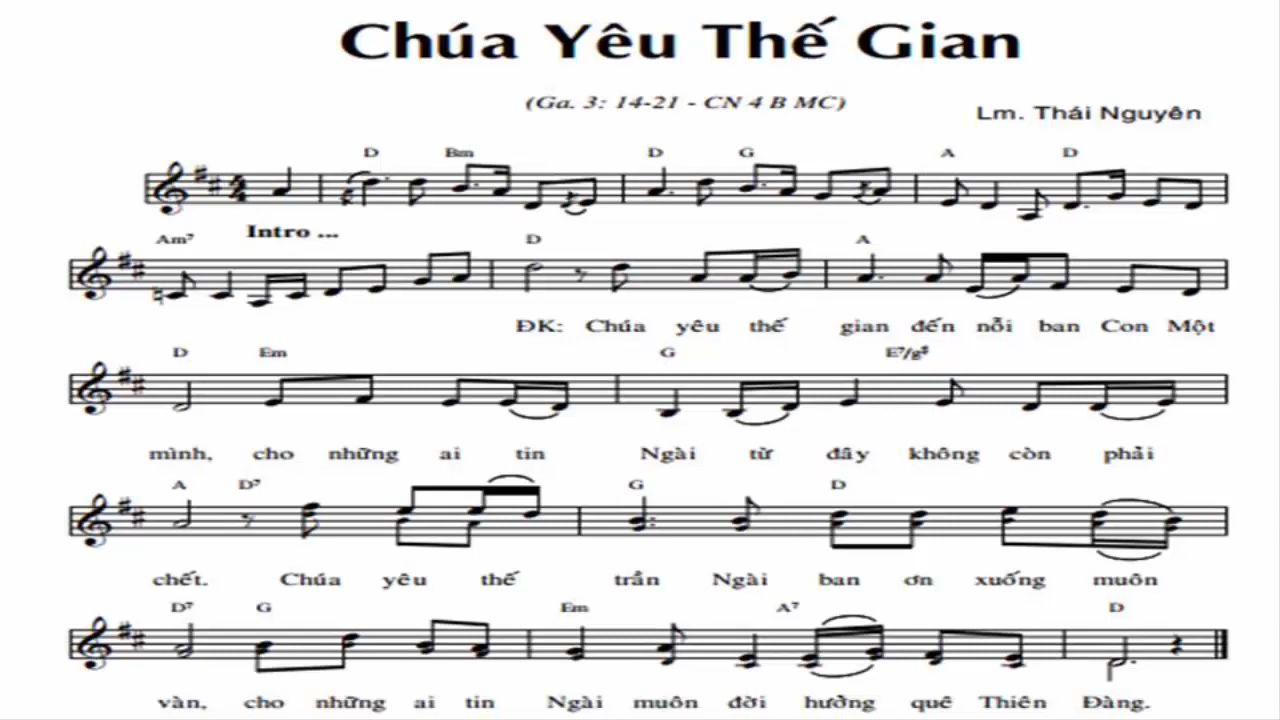 Chúa Yêu Thế Gian
(Ga. 3: 14-21 - CN 4 B MC)
Lm. Thái Nguyên
D Bm D G A D
Intro ...
Am7 D A
ĐK: Chúa yêu thế gian đến nỗi ban Con Một
D Em G E7/g#
mình, cho những ai tin Ngài từ đây không còn phải
A D7 G D
chết. Chúa yêu thế trần Ngài ban ơn xuống muôn
D7 G Em A7 D
vàn, cho những ai tin Ngài muôn đời hưởng quê Thiên Đàng.